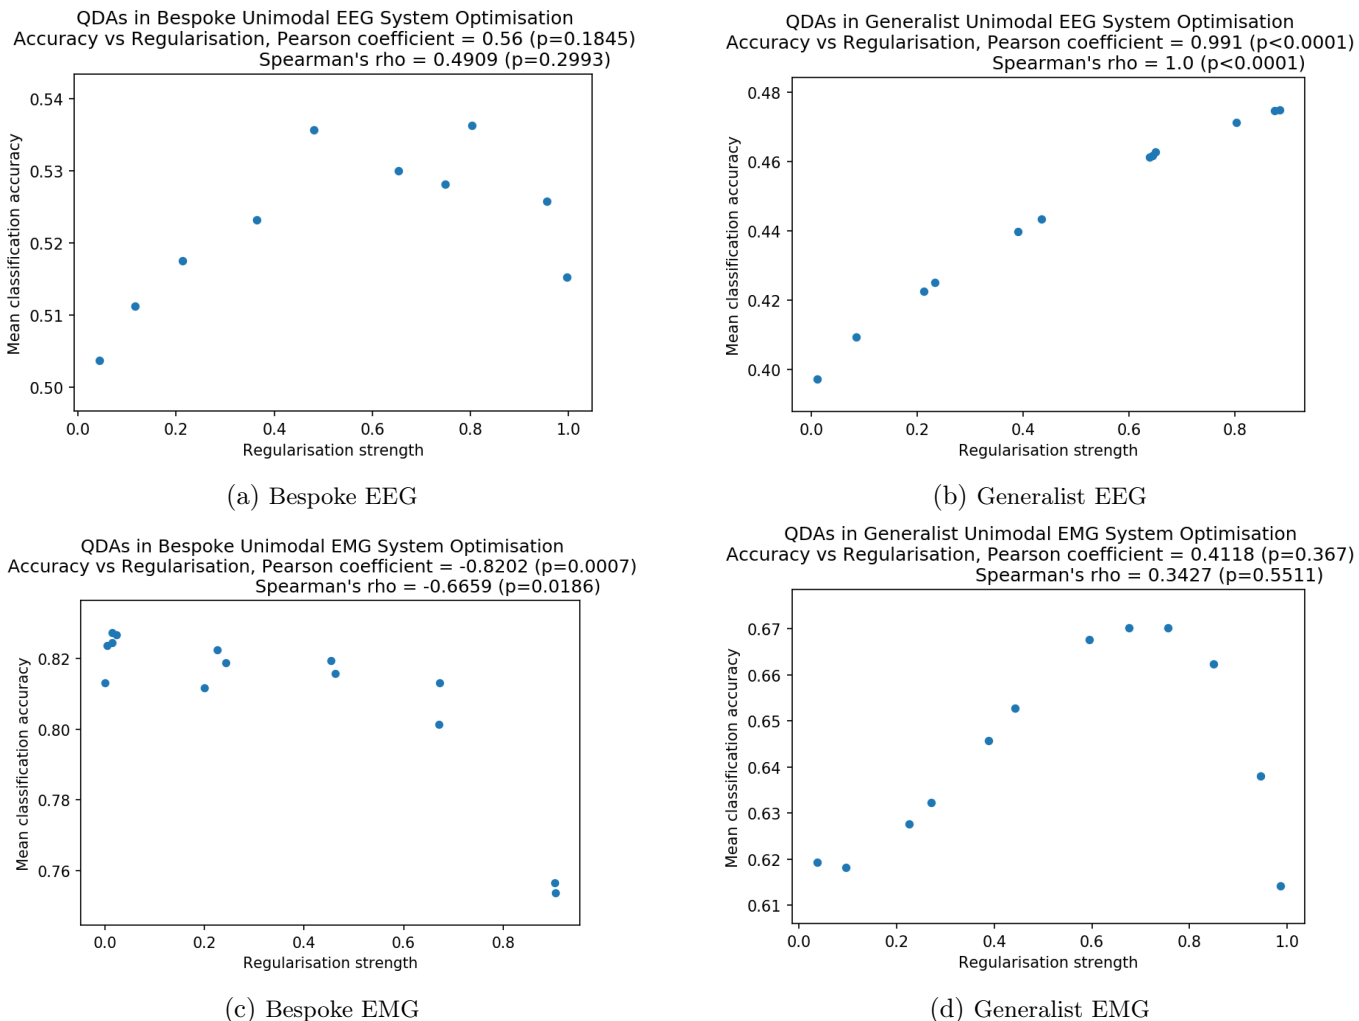 QDAs in Bespoke Unimodal EEG System Optimisation
Accuracy vs Regularisation, Pearson coefficient = 0.56 (p=0.1845)
Spearman's rho = 0.4909 (p=0.2993)
Mean classification accuracy
0.54
0.53
0.52
0.51
0.50
0.0 0.2 0.4 0.6 0.8 1.0
Regularisation strength
(a) Bespoke EEG
QDAs in Generalist Unimodal EEG System Optimisation
Accuracy vs Regularisation, Pearson coefficient = 0.991 (p<0.0001)
Spearman's rho = 1.0 (p<0.0001)
Mean classification accuracy
0.48
0.46
0.44
0.42
0.40
0.0 0.2 0.4 0.6 0.8
Regularisation strength
(b) Generalist EEG
QDAs in Bespoke Unimodal EMG System Optimisation
Accuracy vs Regularisation, Pearson coefficient = -0.8202 (p=0.0007)
Spearman's rho = -0.6659 (p=0.0186)
Mean classification accuracy
0.82
0.80
0.78
0.76
0.0 0.2 0.4 0.6 0.8
Regularisation strength
(c) Bespoke EMG
QDAs in Generalist Unimodal EMG System Optimisation
Accuracy vs Regularisation, Pearson coefficient = 0.4118 (p=0.367)
Spearman's rho = 0.3427 (p=0.5511)
Mean classification accuracy
0.67
0.66
0.65
0.64
0.63
0.62
0.61
0.0 0.2 0.4 0.6 0.8 1.0
Regularisation strength
(d) Generalist EMG